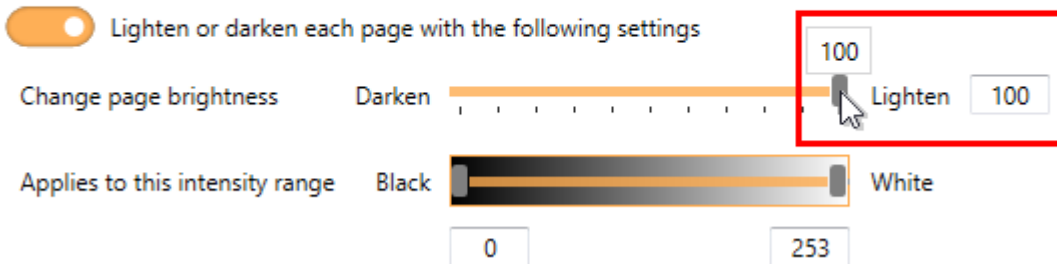 Lighten or darken each page with the following settings
100
Change page brightness Darken Lighten 100
Applies to this intensity range Black White
0 253